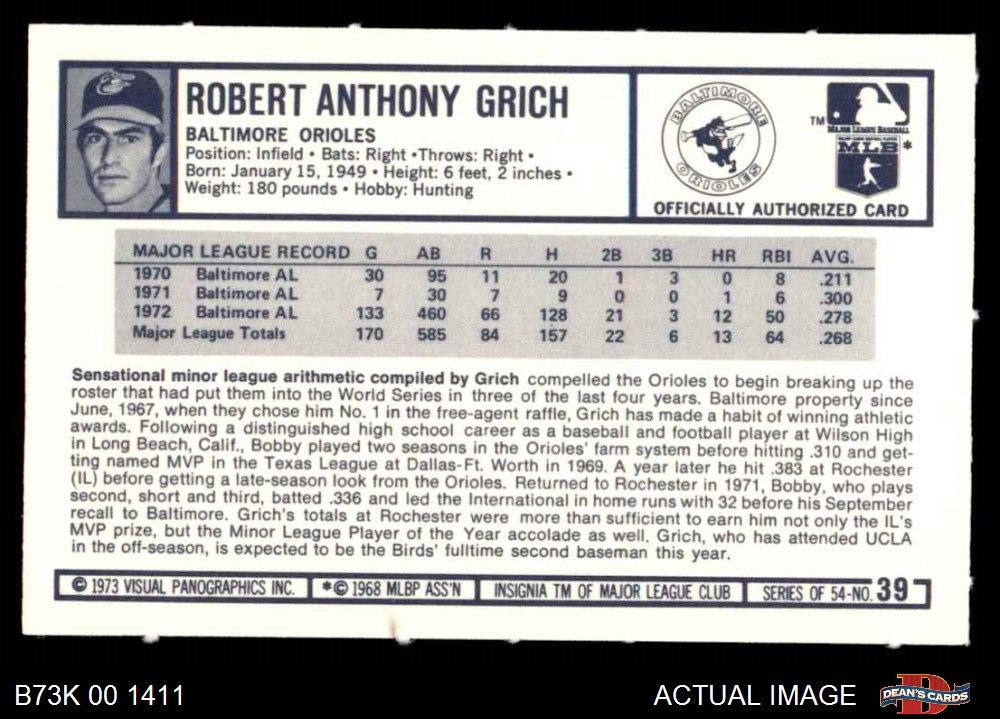 ROBERT ANTHONY GRICH
BALTIMORE ORIOLES
Position: Infield • Bats: Right •Throws: Right •
Born: January 15, 1949 • Height: 6 feet, 2 inches •
Weight: 180 pounds • Hobby: Hunting
BALTIMORE
ORIOLES
TM
MAJOR LEAGUE BASEBALL
MLB*
OFFICIALLY AUTHORIZED CARD
MAJOR LEAGUE RECORD G AB R H 2B 3B HR RBI AVG.
1970 Baltimore AL 30 95 11 20 1 3 0 8 .211
1971 Baltimore AL 7 30 7 9 0 0 1 6 .300
1972 Baltimore AL 133 460 66 128 21 3 12 50 .278
Major League Totals 170 585 84 157 22 6 13 64 .268
Sensational minor league arithmetic compiled by Grich compelled the Orioles to begin breaking up the
roster that had put them into the World Series in three of the last four years. Baltimore property since
June, 1967, when they chose him No. 1 in the free-agent raffle, Grich has made a habit of winning athletic
awards. Following a distinguished high school career as a baseball and football player at Wilson High
in Long Beach, Calif., Bobby played two seasons in the Orioles' farm system before hitting .310 and get-
ting named MVP in the Texas League at Dallas-Ft. Worth in 1969. A year later he hit .383 at Rochester
(IL) before getting a late-season look from the Orioles. Returned to Rochester in 1971, Bobby, who plays
second, short and third, batted .336 and led the International in home runs with 32 before his September
recall to Baltimore. Grich's totals at Rochester were more than sufficient to earn him not only the IL's
MVP prize, but the Minor League Player of the Year accolade as well. Grich, who has attended UCLA
in the off-season, is expected to be the Birds' fulltime second baseman this year.
© 1973 VISUAL PANOGRAPHICS INC. *© 1968 MLBP ASS'N INSIGNIA TM OF MAJOR LEAGUE CLUB SERIES OF 54-NO. 39
B73K 00 1411
ACTUAL IMAGE
DEAN'S CARDS